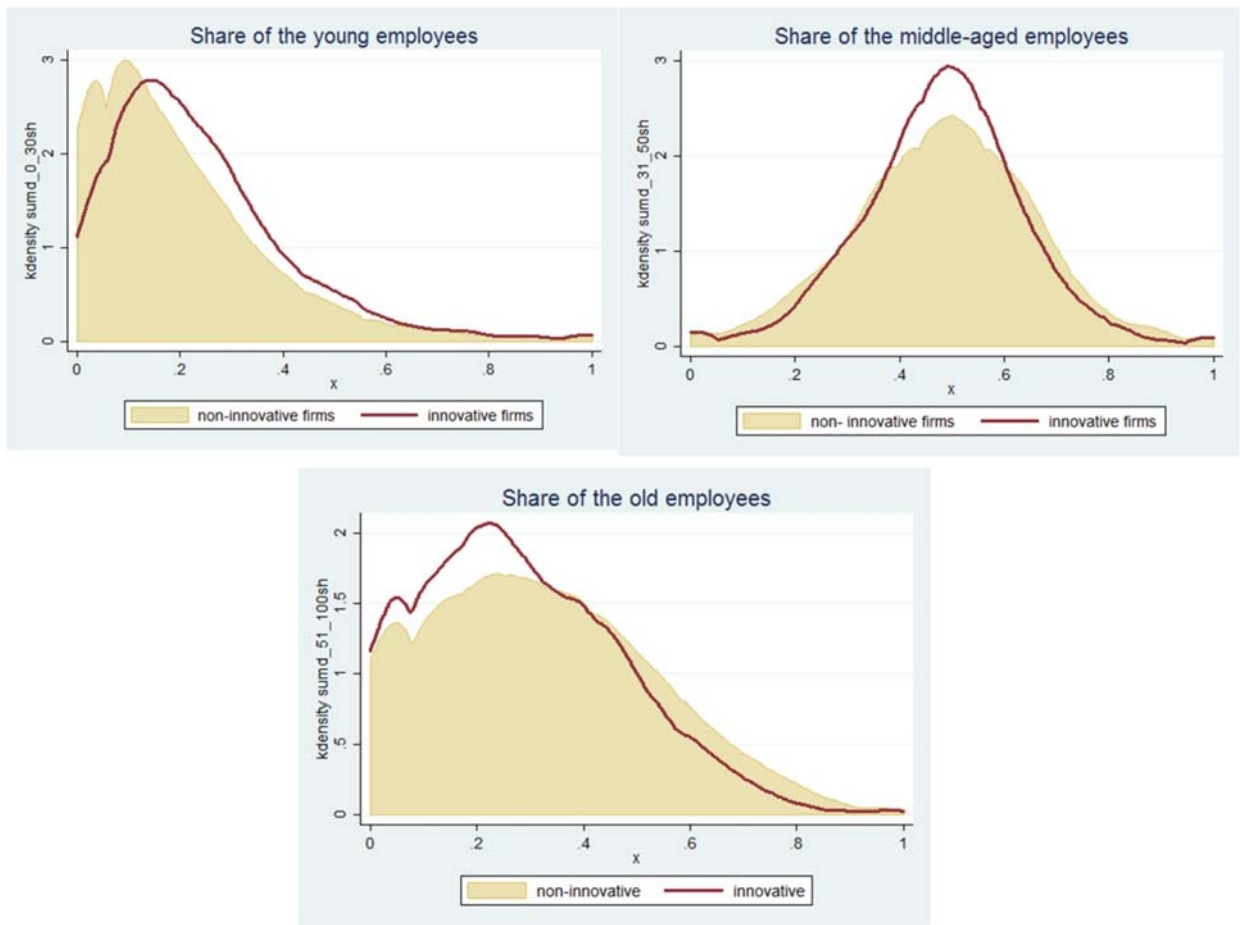 Share of the young employees
kdensity sumd_0_30sh
3
2
1
0
0 .2 .4 .6 .8 1
x
non-innovative firms innovative firms
Share of the middle-aged employees
kdensity sumd_31_50sh
3
2
1
0
0 .2 .4 .6 .8 1
x
non- innovative firms innovative firms
Share of the old employees
kdensity sumd_51_100sh
2
1.5
1
.5
0
0 .2 .4 .6 .8 1
x
non-innovative innovative